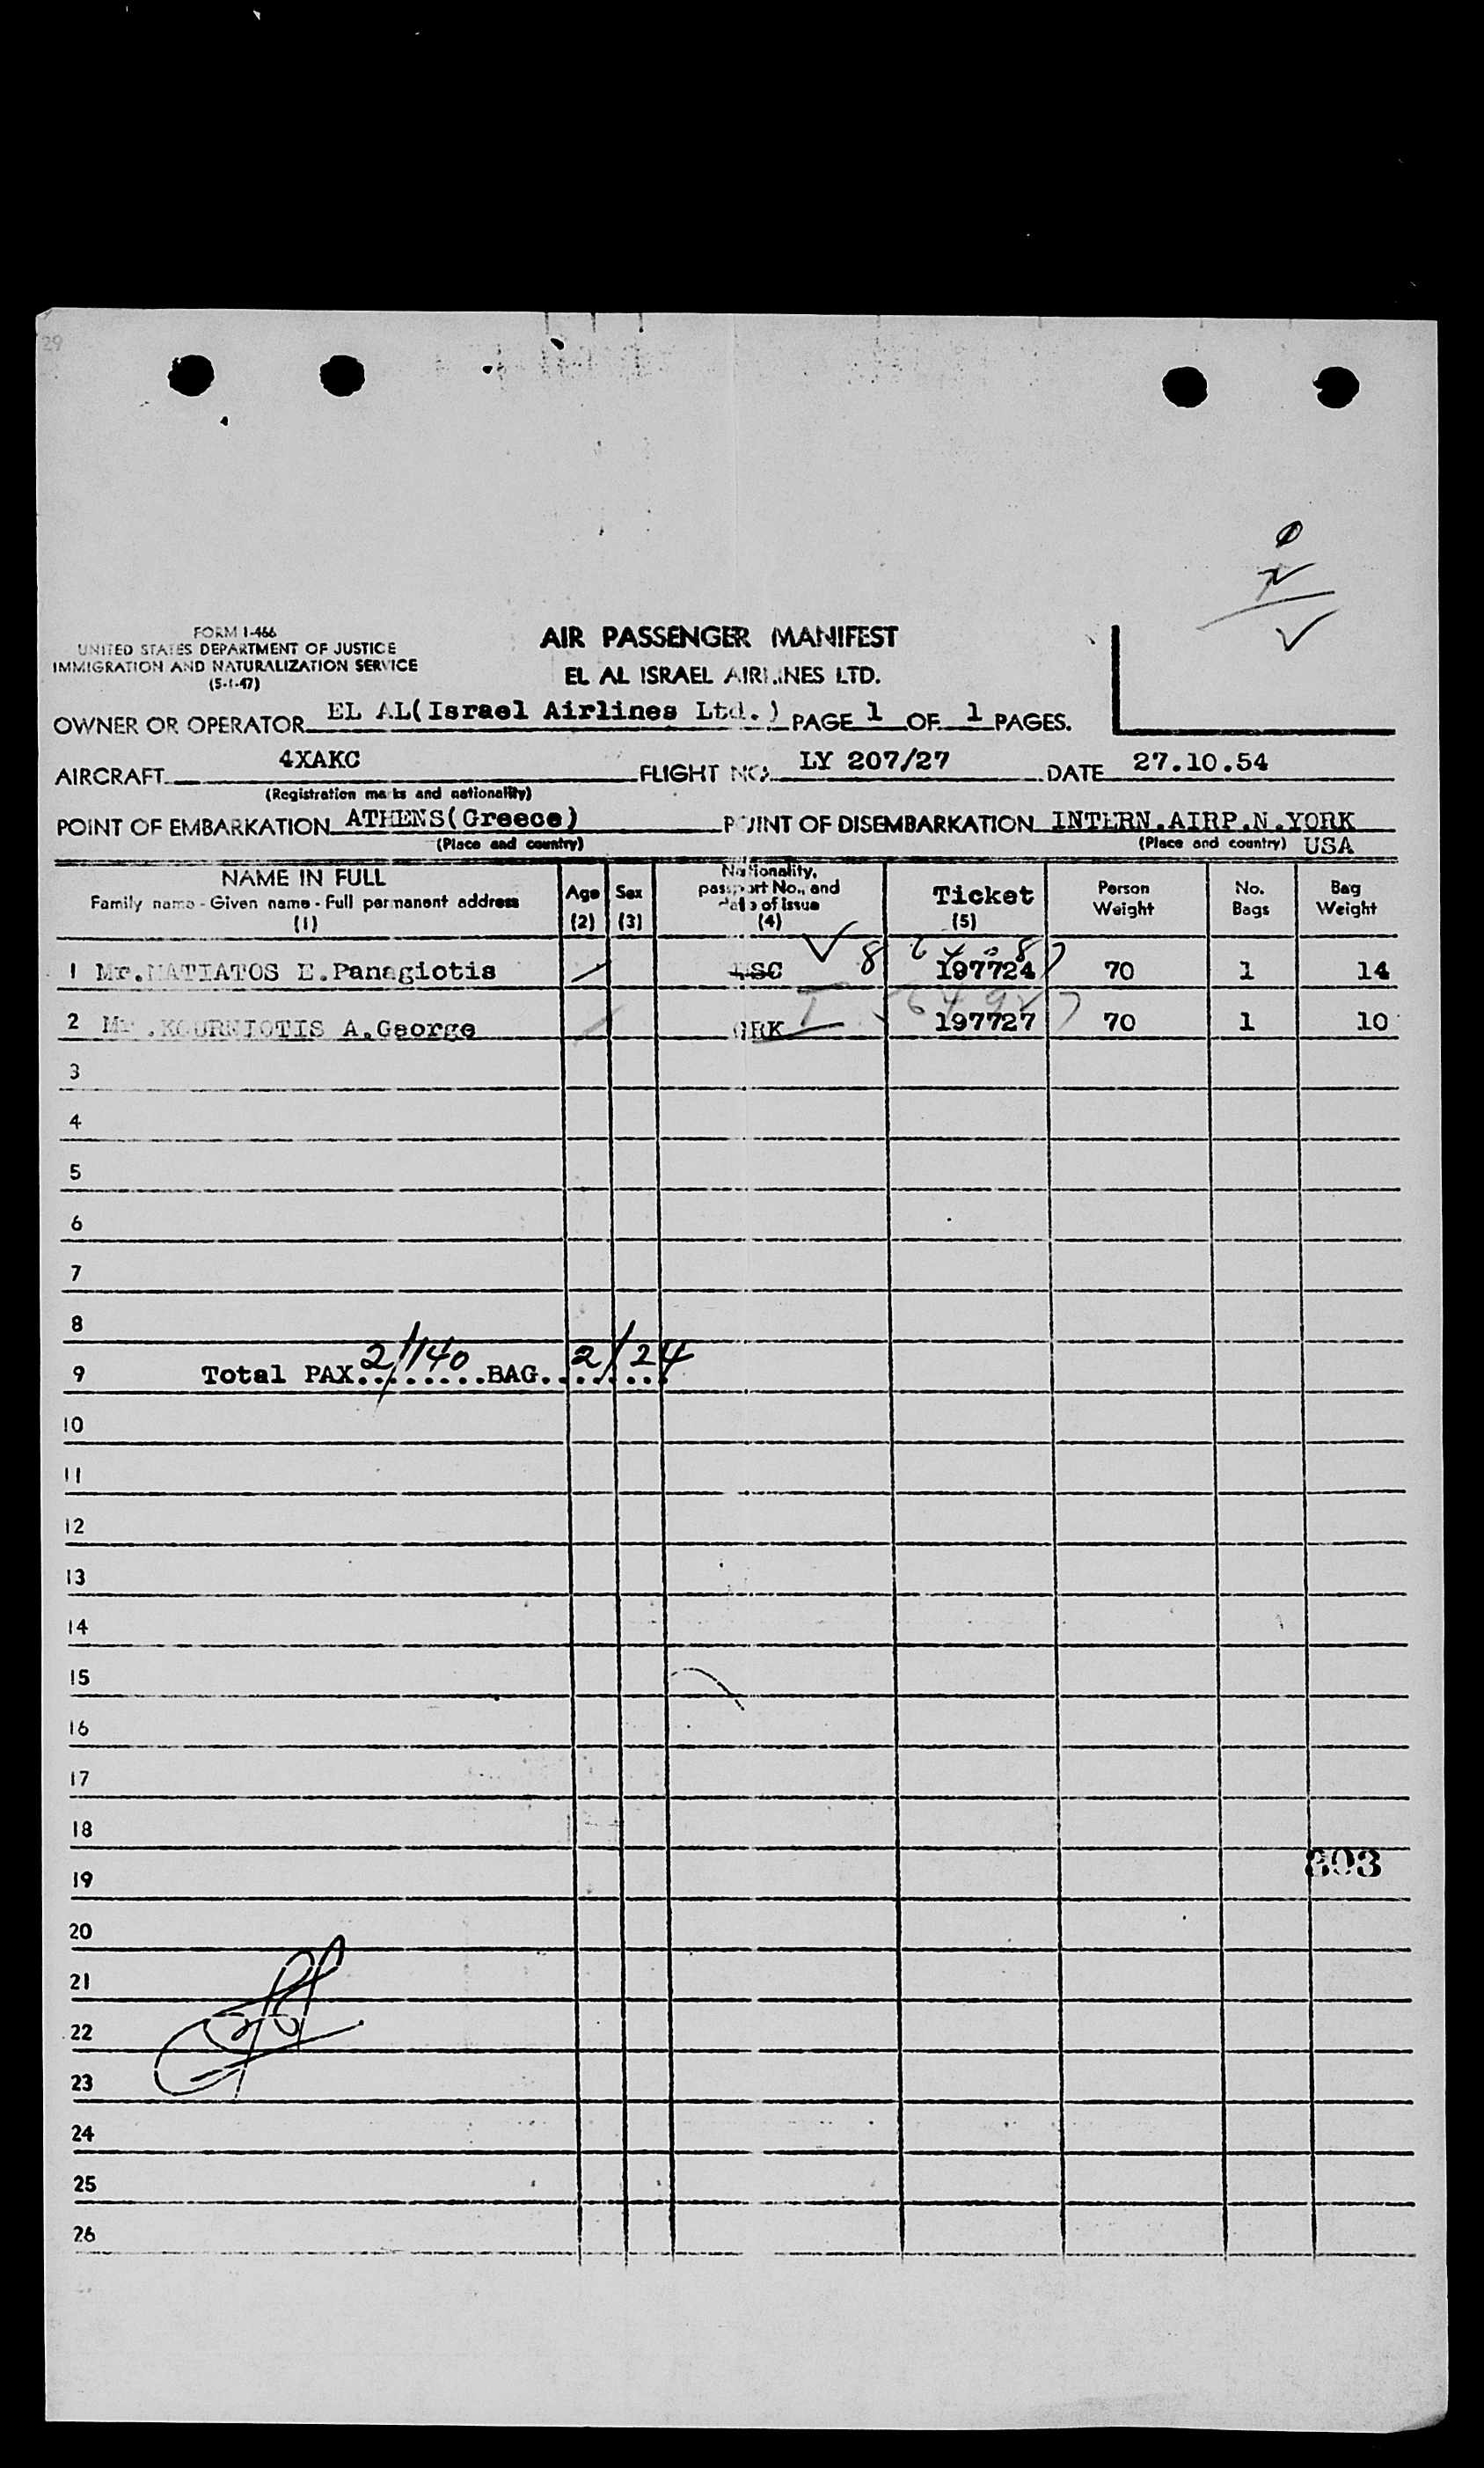 29
FORM I-466
UNITED STATES DEPARTMENT OF JUSTICE
IMMIGRATION AND NATURALIZATION SERVICE
(5-1-47)
AIR PASSENGER MANIFEST
EL AL ISRAEL AIRLINES LTD.
OWNER OR OPERATOR EL AL(Israel Airlines Ltd.) PAGE 1 OF 1 PAGES.
AIRCRAFT 4XAKC FLIGHT NO. LY 207/27 DATE 27.10.54
(Registration marks and nationality)
POINT OF EMBARKATION ATHENS(Greece) POINT OF DISEMBARKATION INTERN.AIRP.N.YORK
(Place and country) (Place and country) USA
NAME IN FULL
Family name - Given name - Full permanent address
(1)
Age
(2)
Sex
(3)
Nationality,
passport No., and
date of issue
(4)
Ticket
(5)
Person
Weight
No.
Bags
Bag
Weight
1 Mr.MATIATOS E.Panagiotis 197724 70 1 14
2 Mr.KOURNIOTIS A.George GRK 197727 70 1 10
3
4
5
6
7
8
9 Total PAX.2/140.BAG.2/24
10
11
12
13
14
15
16
17
18
19
20
21
22
23
24
25
26